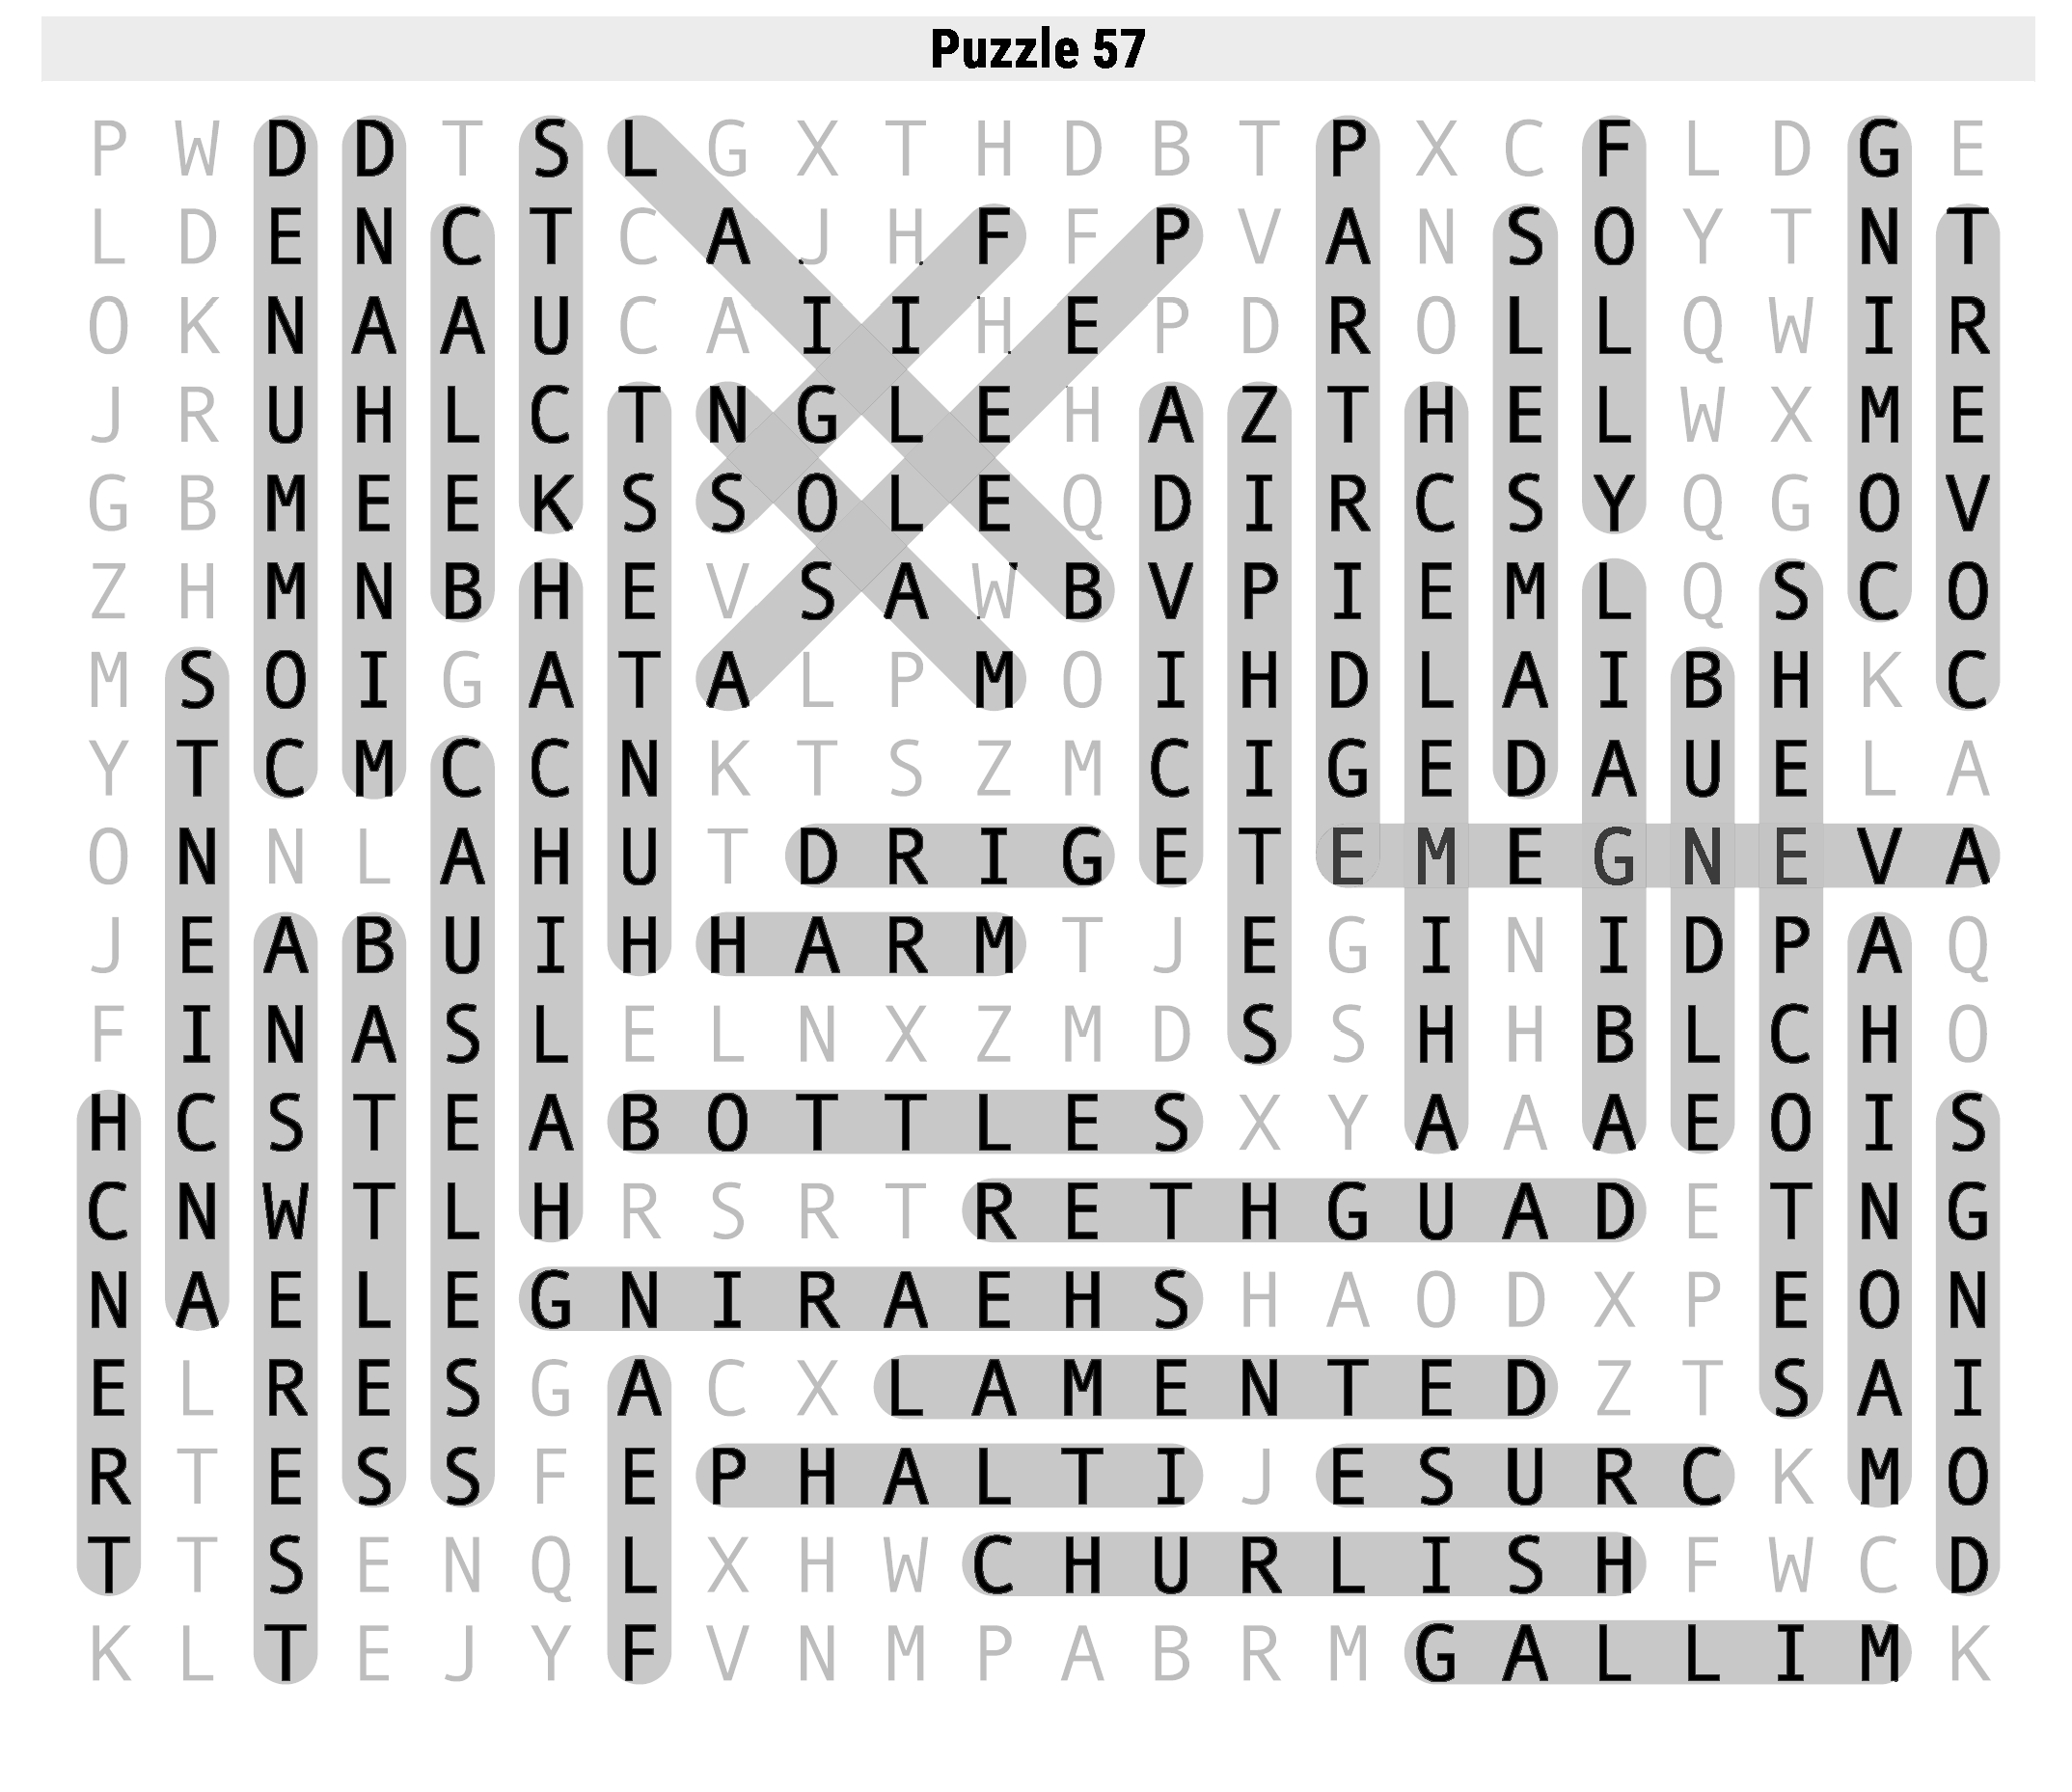 Puzzle 57
P W D D T S L G X T H D B T P X C F L D G E
L D E N C T C A J H F F P V A N S O Y T N T
O K N A A U C A I I H E P D R O L L Q W I R
J R U H L C T N G L E H A Z T H E L W X M E
G B M E E K S S O L E Q D I R C S Y Q G O V
Z H M N B H E V S A W B V P I E M L Q S C O
M S O I G A T A L P M O I H D L A I B H K C
Y T C M C C N K T S Z M C I G E D A U E L A
O N N L A H U T D R I G E T E M E G N E V A
J E A B U I H H A R M T J E G I N I D P A Q
F I N A S L E L N X Z M D S S H H B L C H O
H C S T E A B O T T L E S X Y A A A E O I S
C N W T L H R S R T R E T H G U A D E T N G
N A E L E G N I R A E H S H A O D X P E O N
E L R E S G A C X L A M E N T E D Z T S A I
R T E S S F E P H A L T I J E S U R C K M O
T T S E N Q L X H W C H U R L I S H F W C D
K L T E J Y F V N M P A B R M G A L L I M K